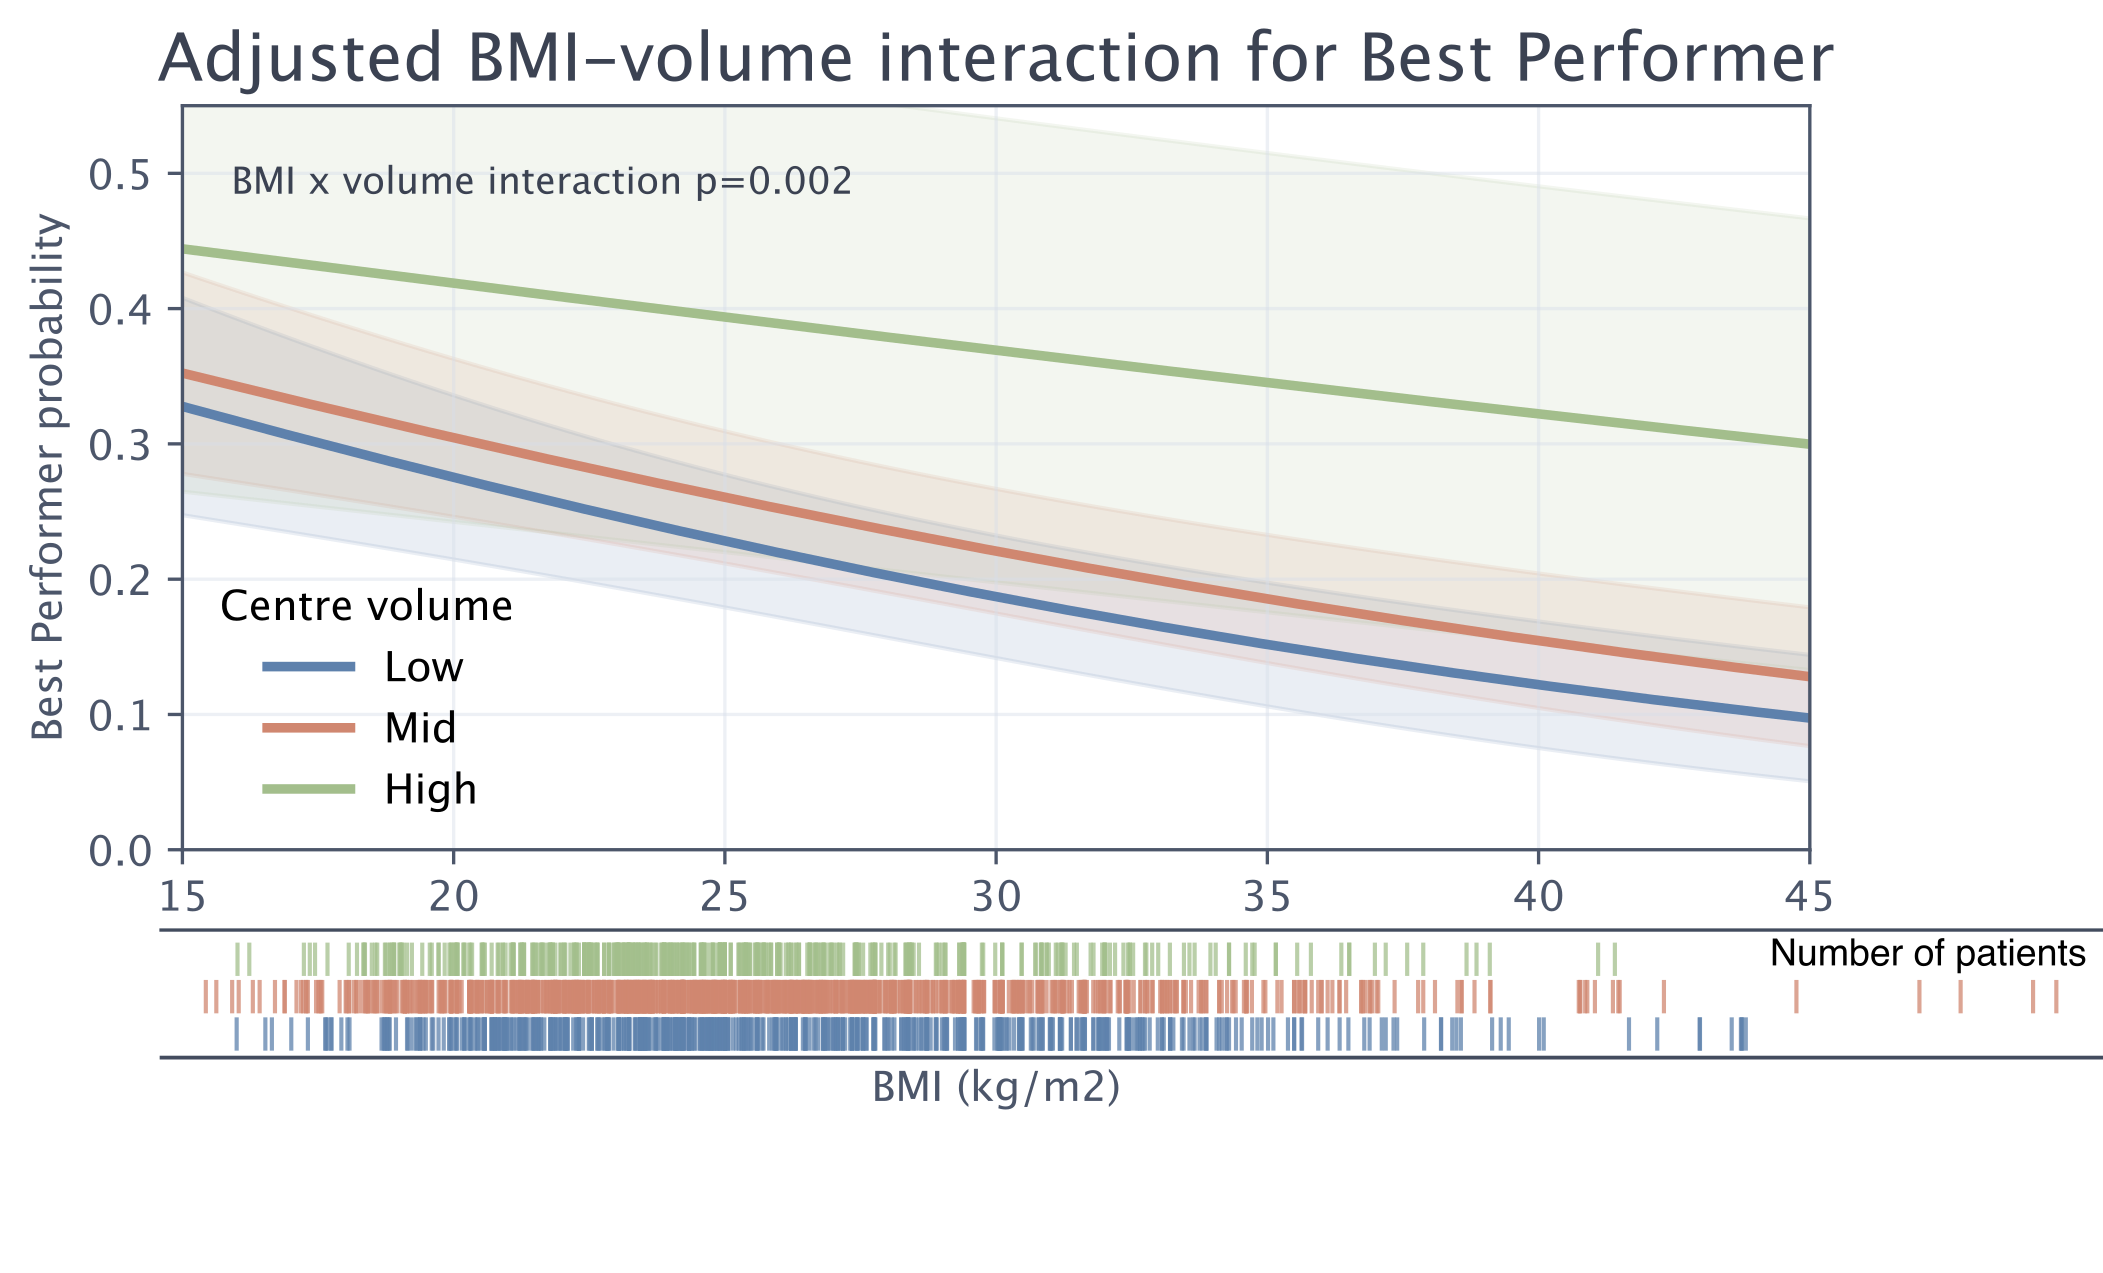 Adjusted BMI–volume interaction for Best Performer
BMI x volume interaction p=0.002
Best Performer probability
0.5
0.4
0.3
0.2
0.1
0.0
Centre volume
Low
Mid
High
15 20 25 30 35 40 45
Number of patients
BMI (kg/m2)